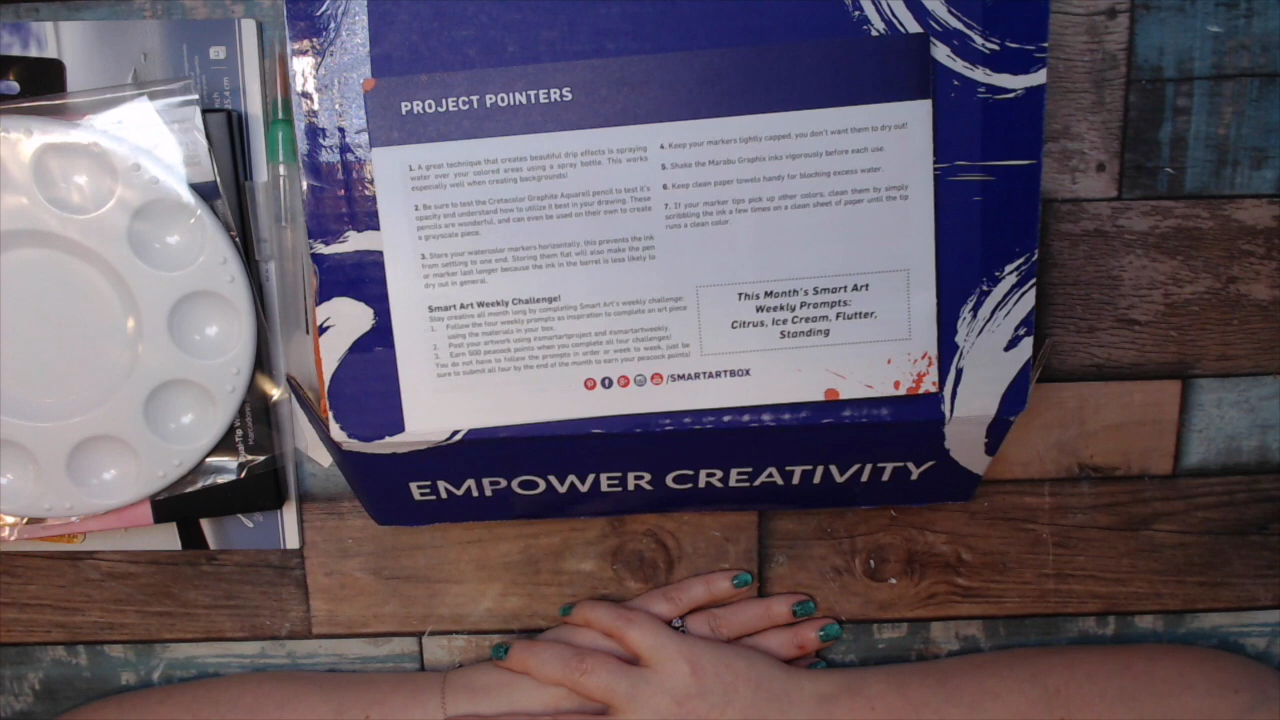 PROJECT POINTERS
1. A great technique that creates beautiful drip effects is spraying
water over your colored areas using a spray bottle. This works
especially well when creating backgrounds!
2. Be sure to test the Cretacolor Graphite Aquarell pencil to test it's
opacity and understand how to utilize it best in your drawing. These
pencils are wonderful, and can even be used on their own to create
a grayscale piece.
3. Store your watercolor markers horizontally, this prevents the ink
from settling to one end. Storing them flat will also make the pen
or marker last longer because the ink in the barrel is less likely to
dry out in general.
Smart Art Weekly Challenge!
Stay creative all month long by completing Smart Art's weekly challenge:
1. Follow the four weekly prompts as inspiration to complete an art piece
using the materials in your box.
2. Post your artwork using #smartartproject and #smartartweekly.
3. Earn 500 peacock points when you complete all four challenges!
You do not have to follow the prompts in order or week to week, just be
sure to submit all four by the end of the month to earn your peacock points!
4. Keep your markers tightly capped, you don't want them to dry out!
5. Shake the Marabu Graphix inks vigorously before each use.
6. Keep clean paper towels handy for bloching excess water.
7. If your marker tips pick up other colors, clean them by simply
scribbling the ink a few times on a clean sheet of paper until the tip
runs a clean color.
This Month's Smart Art
Weekly Prompts:
Citrus, Ice Cream, Flutter,
Standing
/SMARTARTBOX
EMPOWER CREATIVITY